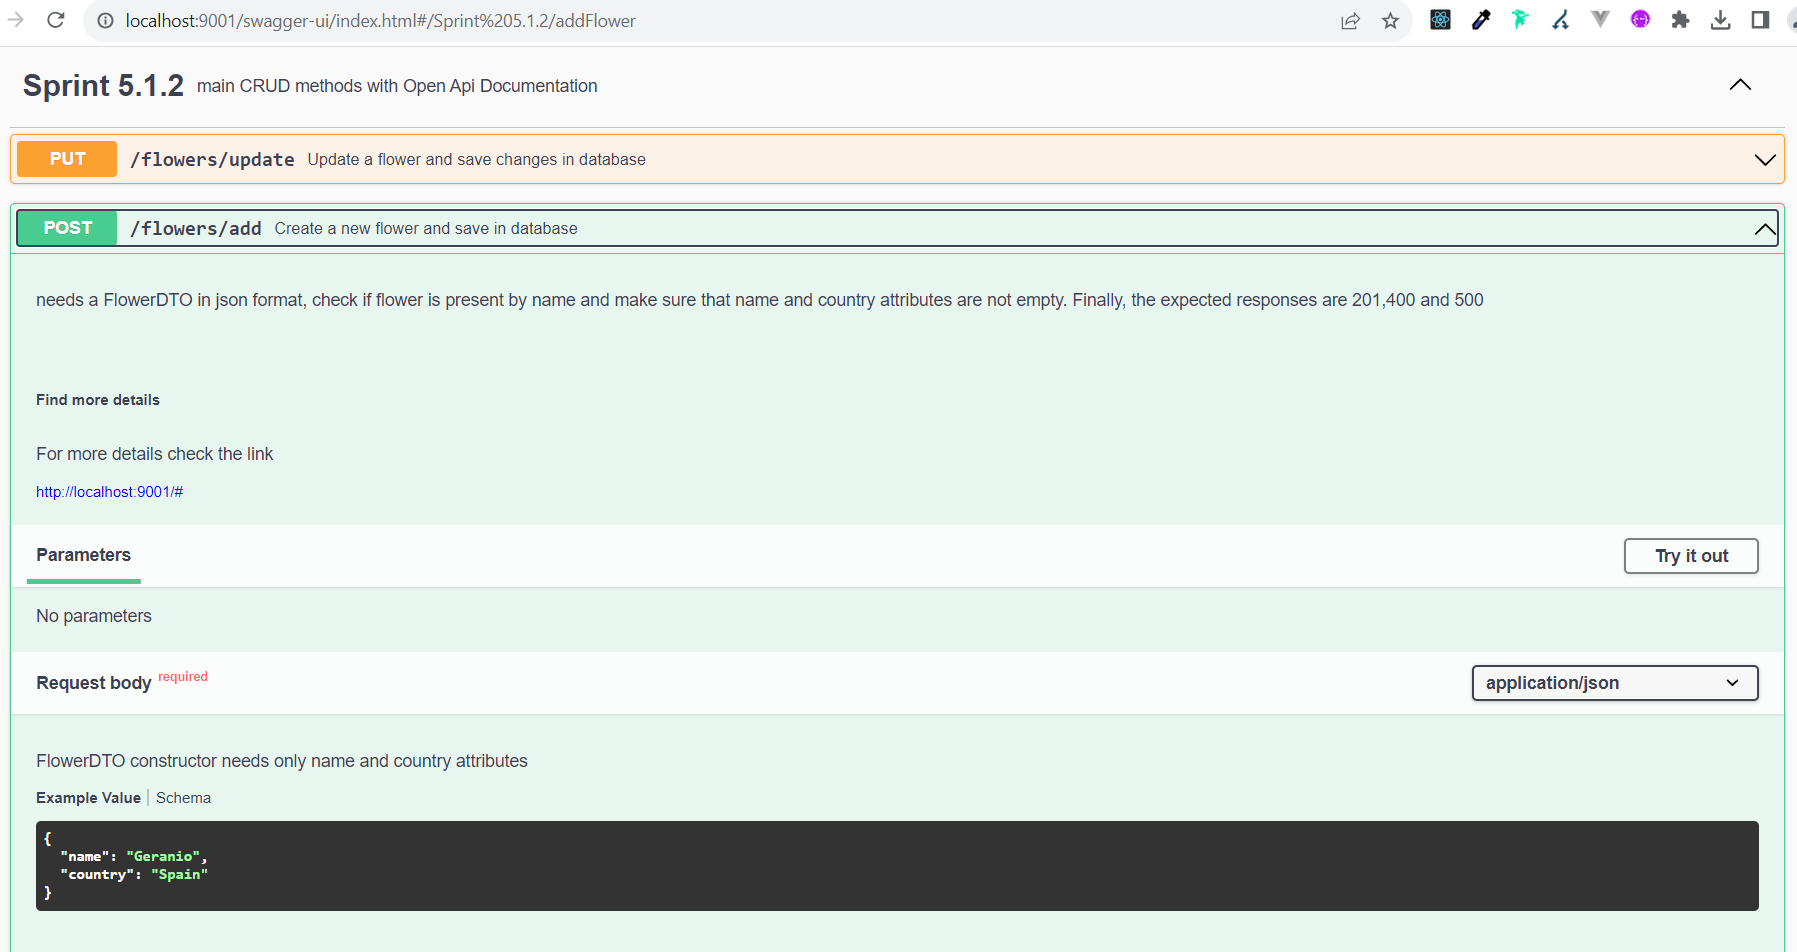 localhost:9001/swagger-ui/index.html#/Sprint%205.1.2/addFlower
Sprint 5.1.2 main CRUD methods with Open Api Documentation
PUT /flowers/update Update a flower and save changes in database
POST /flowers/add Create a new flower and save in database
needs a FlowerDTO in json format, check if flower is present by name and make sure that name and country attributes are not empty. Finally, the expected responses are 201,400 and 500
Find more details
For more details check the link
http://localhost:9001/#
Parameters Try it out
No parameters
Request body required application/json
FlowerDTO constructor needs only name and country attributes
Example Value | Schema
{
"name": "Geranio",
"country": "Spain"
}